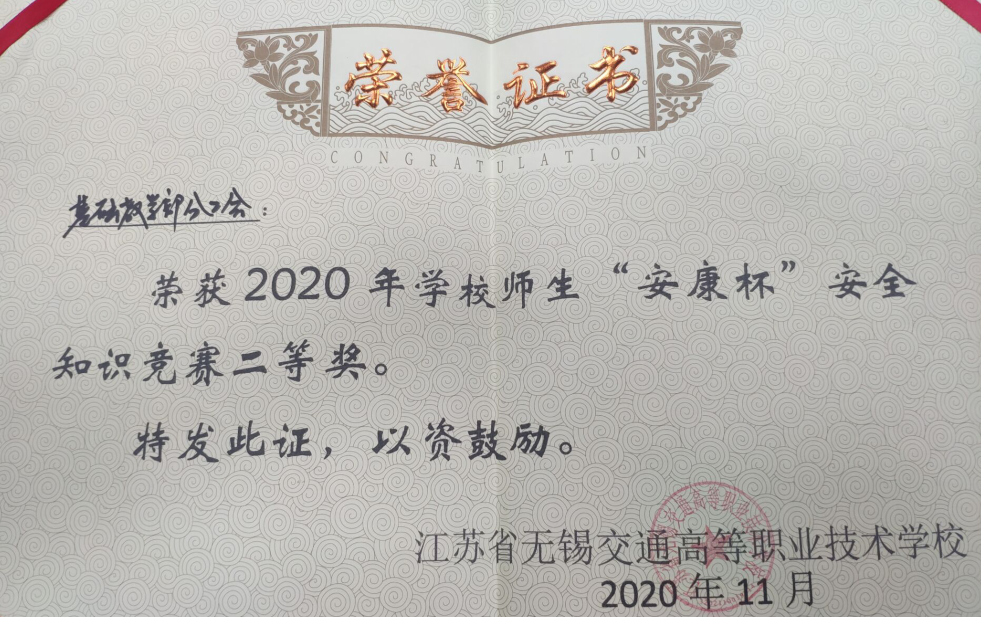 荣誉证书
CONGRATULATION
基础教学部分工会：
荣获2020年学校师生“安康杯”安全
知识竞赛二等奖。
特发此证，以资鼓励。
江苏省无锡交通高等职业技术学校
2020年11月